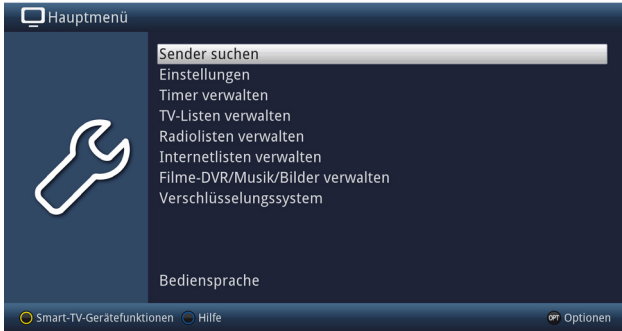 Hauptmenü
Sender suchen
Einstellungen
Timer verwalten
TV-Listen verwalten
Radiolisten verwalten
Internetlisten verwalten
Filme-DVR/Musik/Bilder verwalten
Verschlüsselungssystem
Bediensprache
Smart-TV-Gerätefunktionen Hilfe OPT Optionen